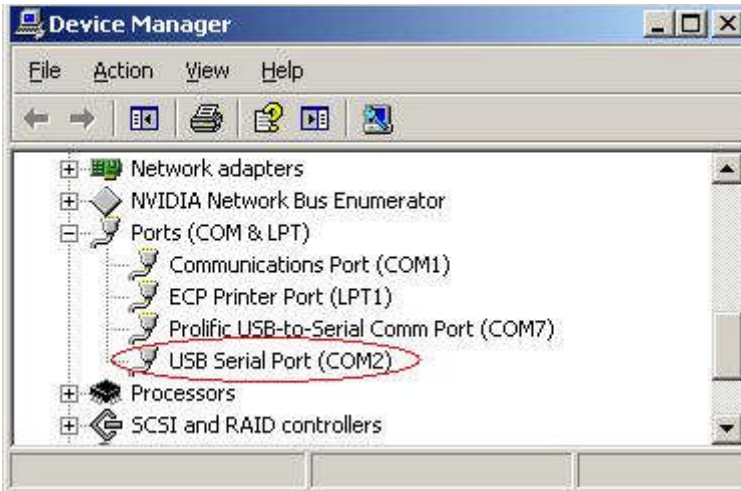 Device Manager
File Action View Help
Network adapters
NVIDIA Network Bus Enumerator
Ports (COM & LPT)
Communications Port (COM1)
ECP Printer Port (LPT1)
Prolific USB-to-Serial Comm Port (COM7)
USB Serial Port (COM2)
Processors
SCSI and RAID controllers